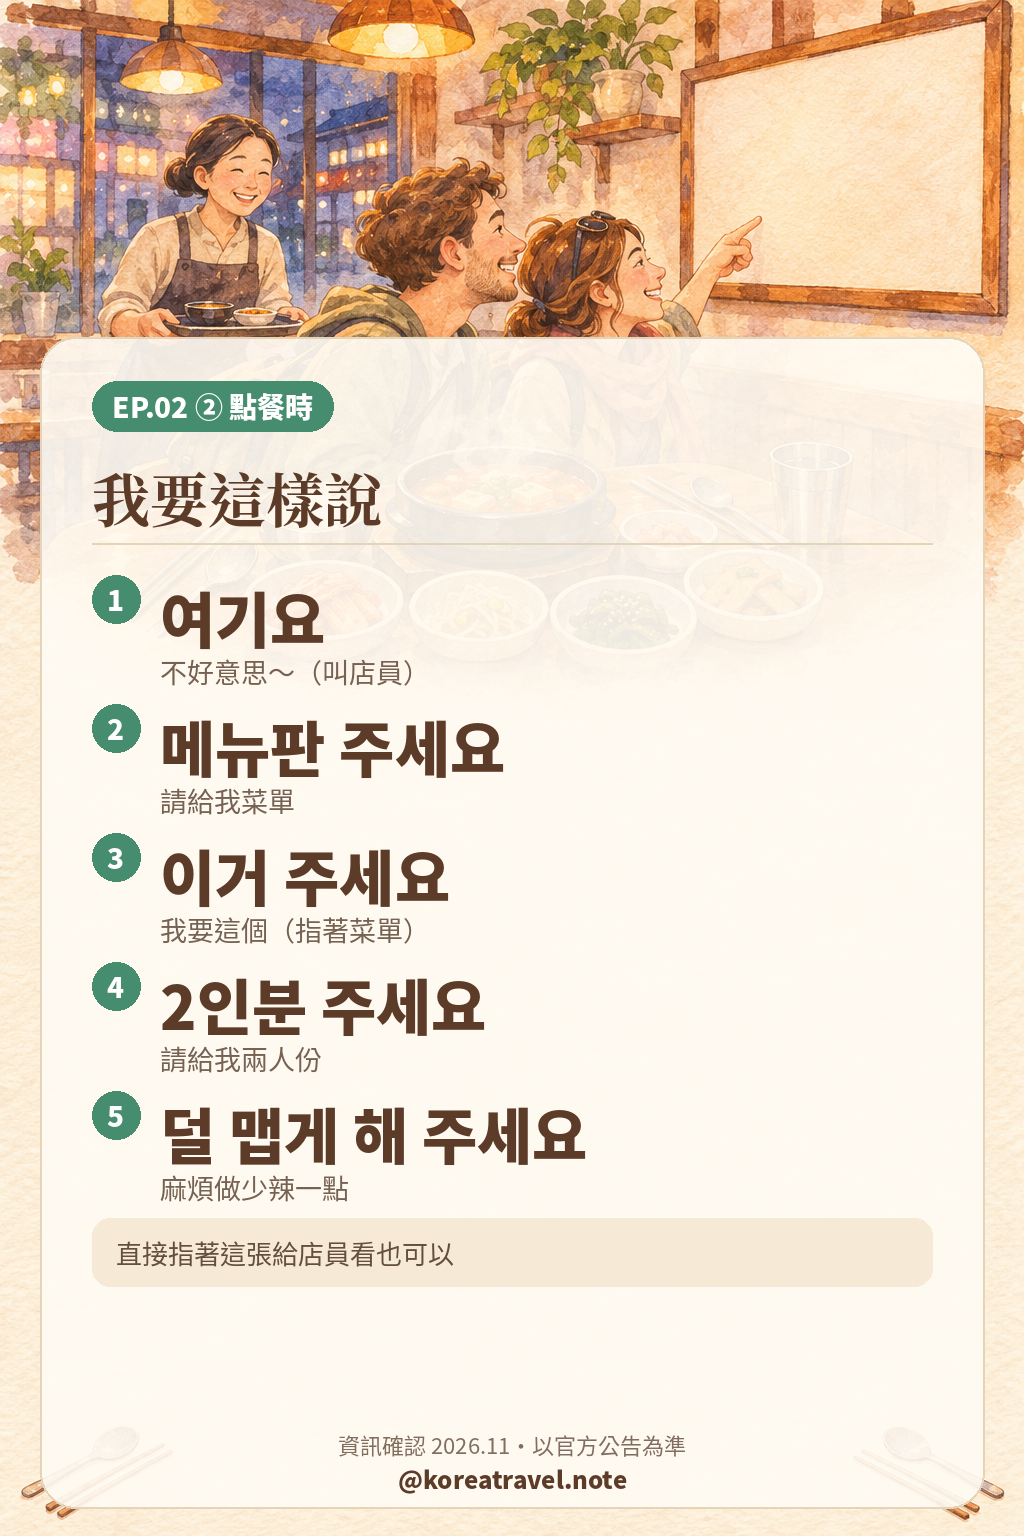 EP.02 ② 點餐時
我要這樣說
1 여기요
不好意思～（叫店員）
2 메뉴판 주세요
請給我菜單
3 이거 주세요
我要這個（指著菜單）
4 2인분 주세요
請給我兩人份
5 덜 맵게 해 주세요
麻煩做少辣一點
直接指著這張給店員看也可以
資訊確認 2026.11・以官方公告為準
@koreatravel.note